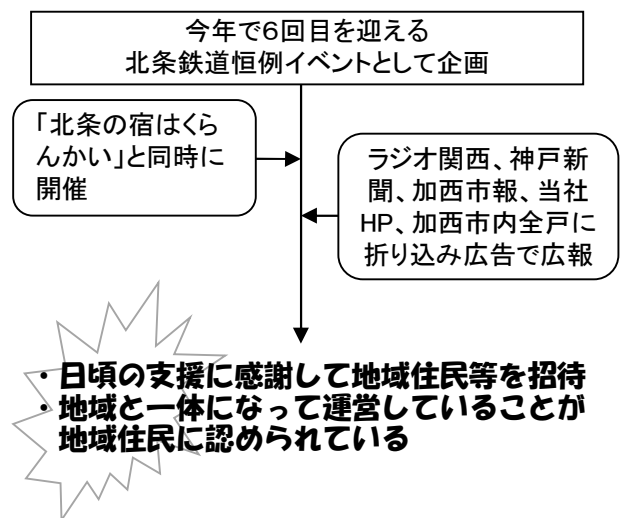 今年で6回目を迎える
北条鉄道恒例イベントとして企画
「北条の宿はくら
んかい」と同時に
開催
ラジオ関西、神戸新
聞、加西市報、当社
HP、加西市内全戸に
折り込み広告で広報
・日頃の支援に感謝して地域住民等を招待
・地域と一体になって運営していることが
地域住民に認められている